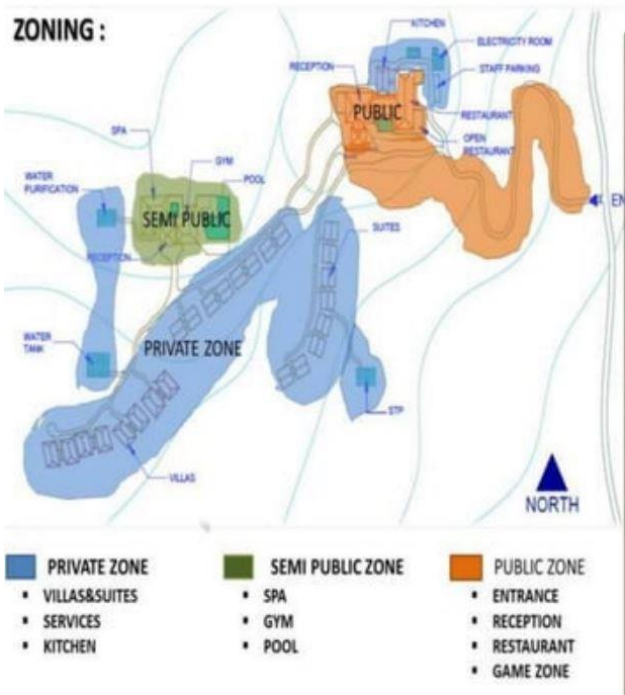 ZONING :
KITCHEN
ELECTRICITY ROOM
RECEPTION
STAFF PARKING
PUBLIC
RESTAURANT
OPEN
RESTAURANT
SPA
GYM
WATER
PURIFICATION
POOL
EN
SEMI PUBLIC
SUITES
RECEPTION
WATER
TANK
PRIVATE ZONE
STP
VILLAS
NORTH
PRIVATE ZONE
▪ VILLAS&SUITES
▪ SERVICES
▪ KITCHEN
SEMI PUBLIC ZONE
▪ SPA
▪ GYM
▪ POOL
PUBLIC ZONE
▪ ENTRANCE
▪ RECEPTION
▪ RESTAURANT
▪ GAME ZONE